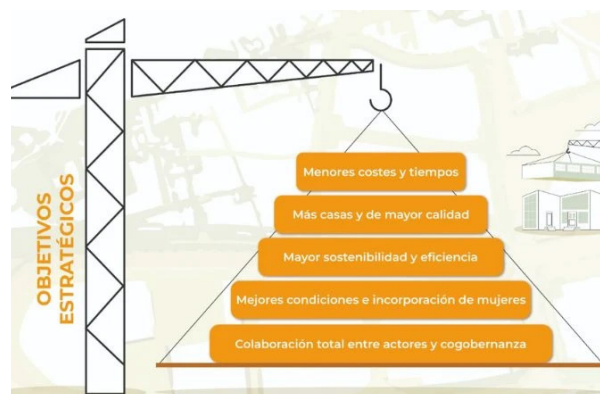 OBJETIVOS
ESTRATÉGICOS
Menores costes y tiempos
Más casas y de mayor calidad
Mayor sostenibilidad y eficiencia
Mejores condiciones e incorporación de mujeres
Colaboración total entre actores y cogobernanza